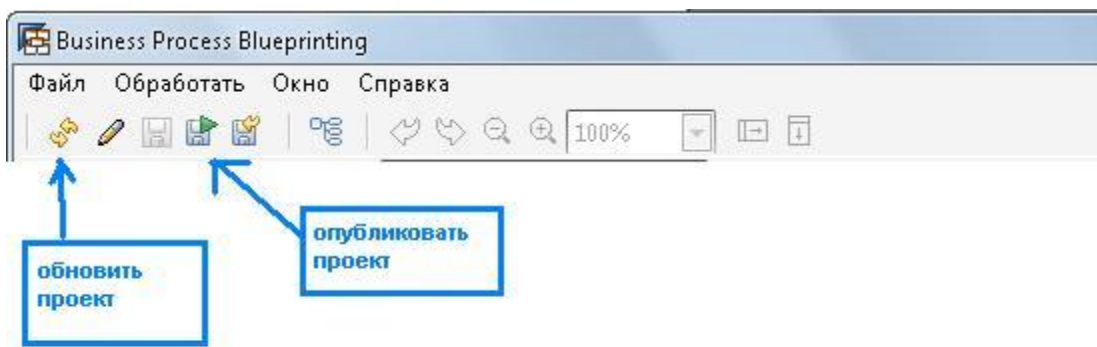 Business Process Blueprinting
Файл Обработать Окно Справка
100%
опубликовать
проект
обновить
проект